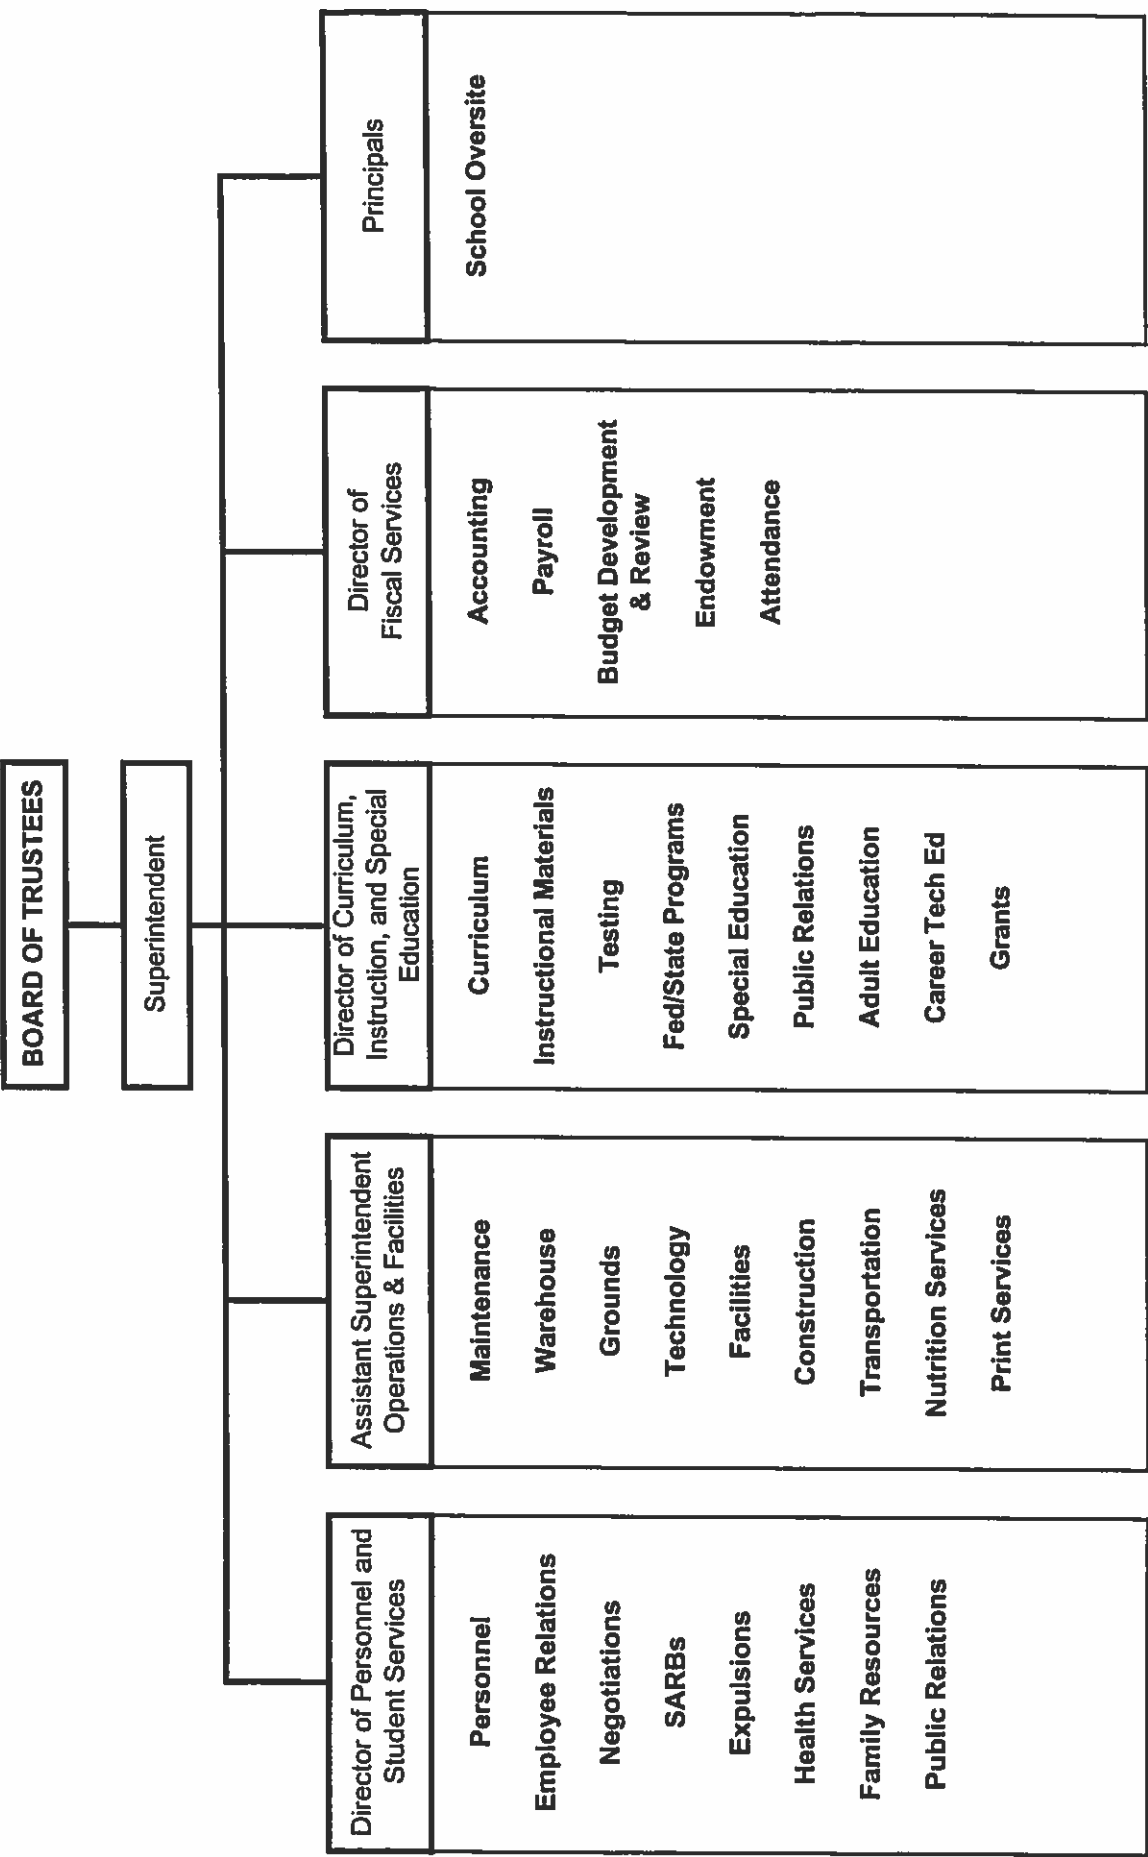 BOARD OF TRUSTEES
Superintendent
Director of Personnel and
Student Services
Personnel
Employee Relations
Negotiations
SARBs
Expulsions
Health Services
Family Resources
Public Relations
Assistant Superintendent
Operations & Facilities
Maintenance
Warehouse
Grounds
Technology
Facilities
Construction
Transportation
Nutrition Services
Print Services
Director of Curriculum,
Instruction, and Special
Education
Curriculum
Instructional Materials
Testing
Fed/State Programs
Special Education
Public Relations
Adult Education
Career Tech Ed
Grants
Director of
Fiscal Services
Accounting
Payroll
Budget Development
& Review
Endowment
Attendance
Principals
School Oversite